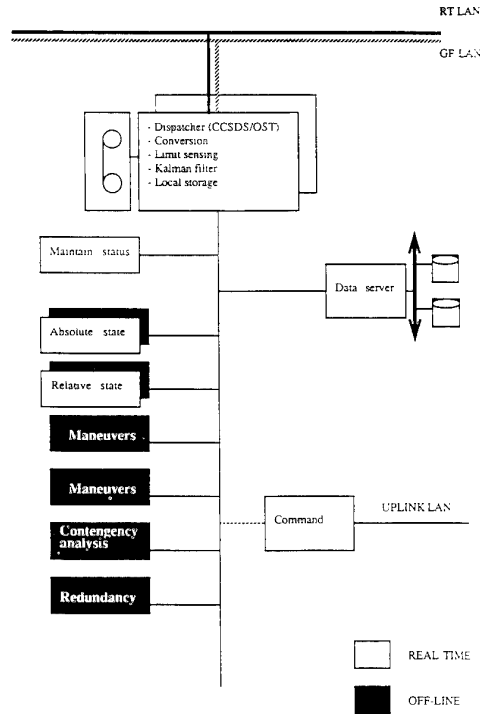 RT LAN
GF LAN
- Dispatcher (CCSDS/OST)
- Conversion
- Limit sensing
- Kalman filter
- Local storage
Maintain status
Data server
Absolute state
Relative state
Maneuvers
Maneuvers
Contengency
analysis
Redundancy
Command
UPLINK LAN
REAL TIME
OFF-LINE